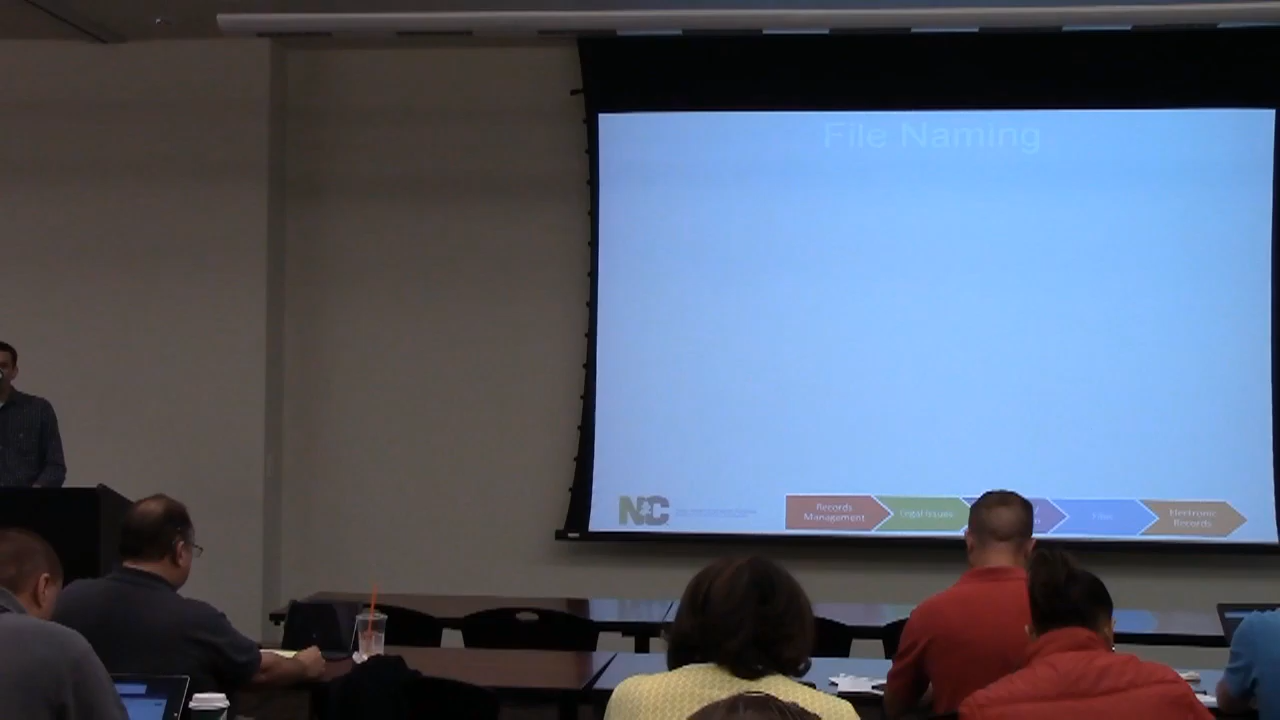 File Naming
NC
Records
Management
Legal Issues
Files
Electronic
Records